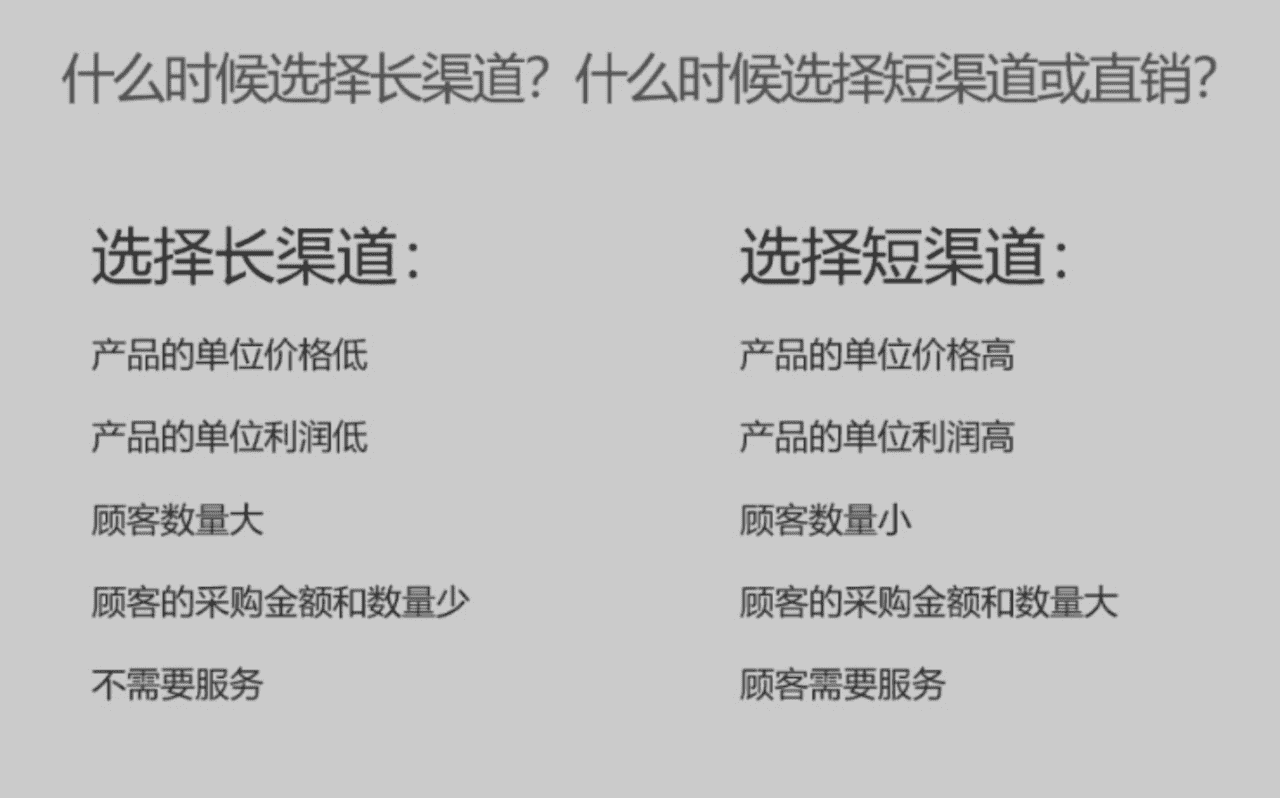 什么时候选择长渠道？什么时候选择短渠道或直销？
选择长渠道：
产品的单位价格低
产品的单位利润低
顾客数量大
顾客的采购金额和数量少
不需要服务
选择短渠道：
产品的单位价格高
产品的单位利润高
顾客数量小
顾客的采购金额和数量大
顾客需要服务